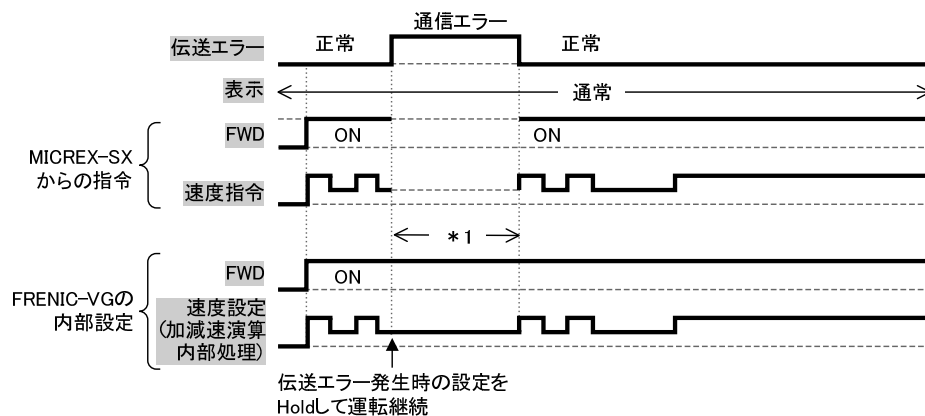 通信エラー
伝送エラー
正常
正常
表示
通常
MICREX-SX
からの指令
FWD
ON
ON
速度指令
*1
FRENIC-VGの
内部設定
FWD
ON
速度設定
(加減速演算
内部処理)
伝送エラー発生時の設定を
Holdして運転継続